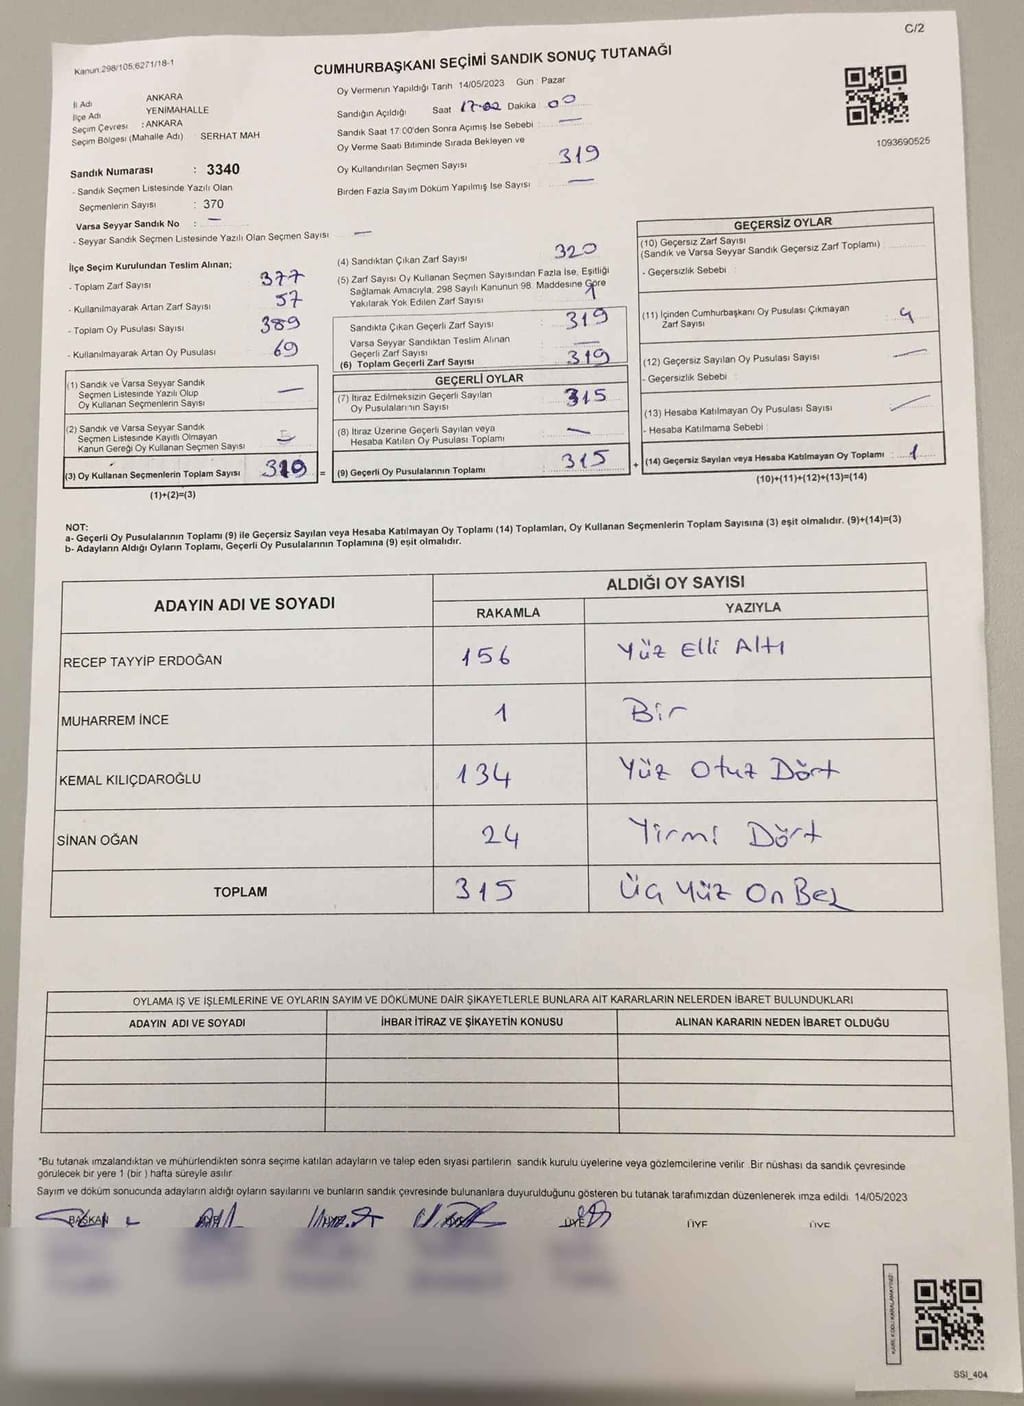 C/2
Kanun:298/105,6271/18-1
CUMHURBAŞKANI SEÇİMİ SANDIK SONUÇ TUTANAĞI
İl Adı ANKARA
İlçe Adı YENİMAHALLE
Seçim Çevresi : ANKARA
Seçim Bölgesi (Mahalle Adı) SERHAT MAH
Sandık Numarası : 3340
- Sandık Seçmen Listesinde Yazılı Olan
Seçmenlerin Sayısı : 370
Varsa Seyyar Sandık No : —
- Seyyar Sandık Seçmen Listesinde Yazılı Olan Seçmen Sayısı —
Oy Vermenin Yapıldığı Tarih 14/05/2023 Gün : Pazar
Sandığın Açıldığı Saat 17:02 Dakika 00
Sandık Saat 17:00'den Sonra Açımış İse Sebebi : —
Oy Verme Saati Bitiminde Sırada Bekleyen ve
Oy Kullandırılan Seçmen Sayısı 319
Birden Fazla Sayım Döküm Yapılmış İse Sayısı —
1093690525
İlçe Seçim Kurulundan Teslim Alınan;
- Toplam Zarf Sayısı 377
- Kullanılmayarak Artan Zarf Sayısı 57
- Toplam Oy Pusulası Sayısı 389
- Kullanılmayarak Artan Oy Pusulası 69
(1) Sandık ve Varsa Seyyar Sandık
Seçmen Listesinde Yazılı Olup
Oy Kullanan Seçmenlerin Sayısı —
(2) Sandık ve Varsa Seyyar Sandık
Seçmen Listesinde Kayıtlı Olmayan
Kanun Gereği Oy Kullanan Seçmen Sayısı
(3) Oy Kullanan Seçmenlerin Toplam Sayısı 319 =
(1)+(2)=(3)
(4) Sandıktan Çıkan Zarf Sayısı 320
(5) Zarf Sayısı Oy Kullanan Seçmen Sayısından Fazla İse, Eşitliği
Sağlamak Amacıyla, 298 Sayılı Kanunun 98. Maddesine Göre
Yakılarak Yok Edilen Zarf Sayısı 1
Sandıkta Çıkan Geçerli Zarf Sayısı : 319
Varsa Seyyar Sandıktan Teslim Alınan
Geçerli Zarf Sayısı —
(6) Toplam Geçerli Zarf Sayısı 319
GEÇERLİ OYLAR
(7) İtiraz Edilmeksizin Geçerli Sayılan
Oy Pusulalarının Sayısı 315
(8) İtiraz Üzerine Geçerli Sayılan veya
Hesaba Katılan Oy Pusulası Toplamı —
(9) Geçerli Oy Pusulalarının Toplamı : 315 +
GEÇERSİZ OYLAR
(10) Geçersiz Zarf Sayısı
(Sandık ve Varsa Seyyar Sandık Geçersiz Zarf Toplamı)
- Geçersizlik Sebebi
(11) İçinden Cumhurbaşkanı Oy Pusulası Çıkmayan
Zarf Sayısı 4
(12) Geçersiz Sayılan Oy Pusulası Sayısı : —
- Geçersizlik Sebebi :
(13) Hesaba Katılmayan Oy Pusulası Sayısı : —
- Hesaba Katılmama Sebebi :
(14) Geçersiz Sayılan veya Hesaba Katılmayan Oy Toplamı : 1
(10)+(11)+(12)+(13)=(14)
NOT:
a- Geçerli Oy Pusulalarının Toplamı (9) ile Geçersiz Sayılan veya Hesaba Katılmayan Oy Toplamı (14) Toplamları, Oy Kullanan Seçmenlerin Toplam Sayısına (3) eşit olmalıdır. (9)+(14)=(3)
b- Adayların Aldığı Oyların Toplamı, Geçerli Oy Pusulalarının Toplamına (9) eşit olmalıdır.
ADAYIN ADI VE SOYADI ALDIĞI OY SAYISI
RAKAMLA YAZIYLA
RECEP TAYYİP ERDOĞAN 156 Yüz Elli Altı
MUHARREM İNCE 1 Bir
KEMAL KILIÇDAROĞLU 134 Yüz Otuz Dört
SİNAN OĞAN 24 Yirmi Dört
TOPLAM 315 Üç Yüz On Beş
OYLAMA İŞ VE İŞLEMLERİNE VE OYLARIN SAYIM VE DÖKÜMÜNE DAİR ŞİKAYETLERLE BUNLARA AİT KARARLARIN NELERDEN İBARET BULUNDUKLARI
ADAYIN ADI VE SOYADI İHBAR İTİRAZ VE ŞİKAYETİN KONUSU ALINAN KARARIN NEDEN İBARET OLDUĞU
*Bu tutanak imzalandıktan ve mühürlendikten sonra seçime katılan adayların ve talep eden siyasi partilerin sandık kurulu üyelerine veya gözlemcilerine verilir Bir nüshası da sandık çevresinde
görülecek bir yere 1 (bir ) hafta süreyle asılır
Sayım ve döküm sonucunda adayların aldığı oyların sayılarını ve bunların sandık çevresinde bulunanlara duyurulduğunu gösteren bu tutanak tarafımızdan düzenlenerek imza edildi. 14/05/2023
BAŞKAN ÜYE ÜYE ÜYE
SSI_404